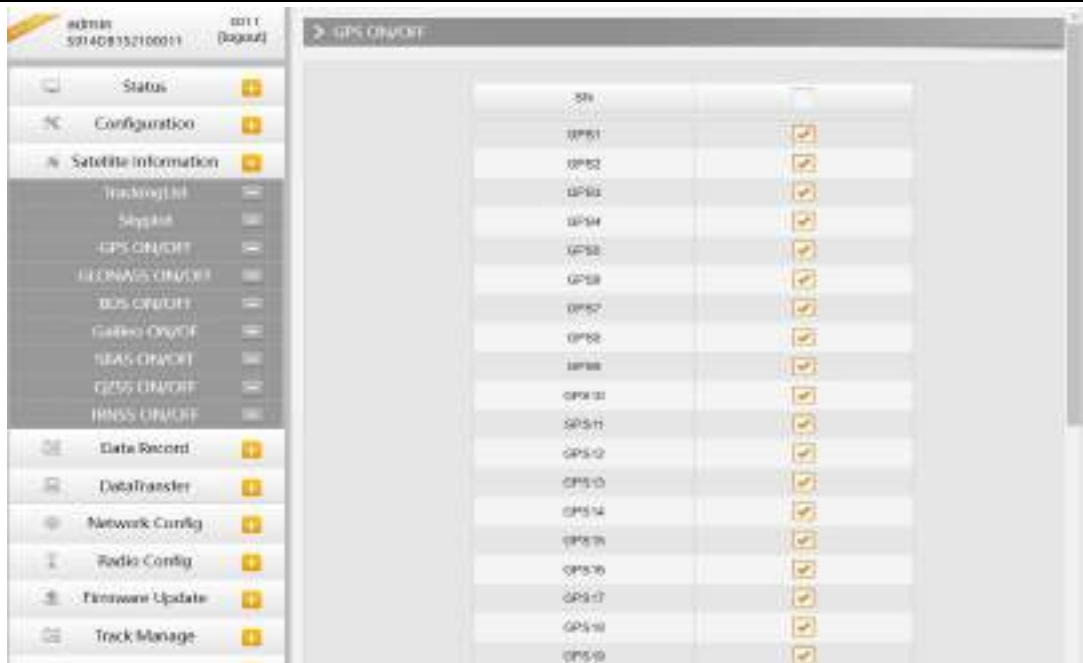 admin
S914D8152100011
(logout)
Status
Configuration
Satellite Information
TrackingList
Skyplot
GPS ON/OFF
GLONASS ON/OFF
BDS ON/OFF
Galileo ON/OF
SBAS ON/OFF
QZSS ON/OFF
IRNSS ON/OFF
Data Record
DataTransfer
Network Config
Radio Config
Firmware Update
Track Manage
GPS ON/OFF
SN
GPS1
GPS2
GPS3
GPS4
GPS5
GPS6
GPS7
GPS8
GPS9
GPS10
GPS11
GPS12
GPS13
GPS14
GPS15
GPS16
GPS17
GPS18
GPS19